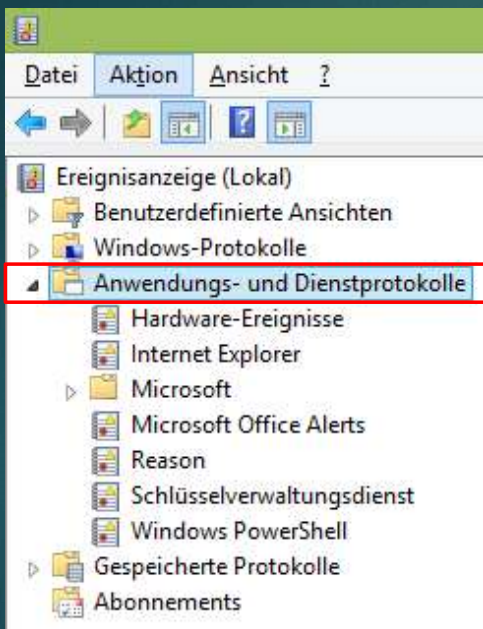 Datei Aktion Ansicht ?
Ereignisanzeige (Lokal)
Benutzerdefinierte Ansichten
Windows-Protokolle
Anwendungs- und Dienstprotokolle
Hardware-Ereignisse
Internet Explorer
Microsoft
Microsoft Office Alerts
Reason
Schlüsselverwaltungsdienst
Windows PowerShell
Gespeicherte Protokolle
Abonnements